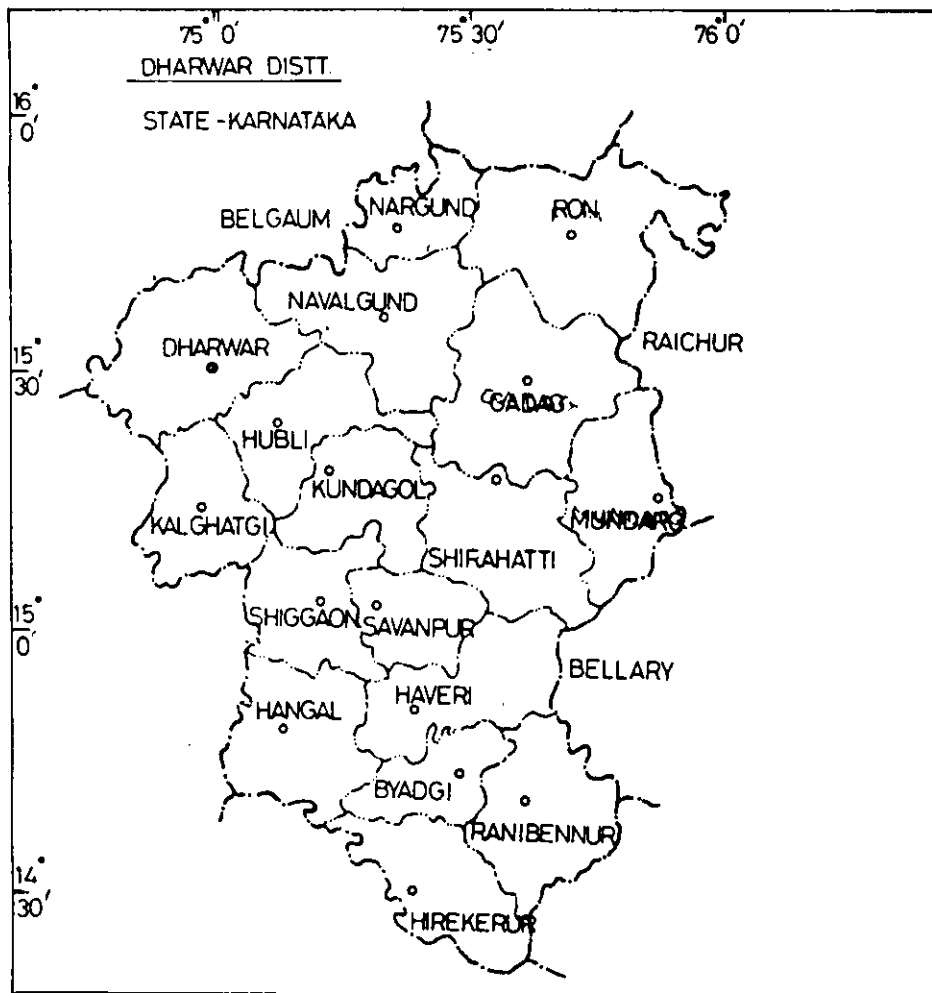 75° 0'
75° 30'
76° 0'
DHARWAR DISTT.
16° 0'
STATE - KARNATAKA
NARGUND
RON
BELGAUM
NAVALGUND
RAICHUR
DHARWAR
15° 30'
GADAG
HUBLI
KUNDAGOL
KALGHATGI
MUNDARG
SHIRAHATTI
SHIGGAON
SAVANPUR
15° 0'
BELLARY
HAVERI
HANGAL
BYADGI
RANIBENNUR
14° 30'
HIREKERUR